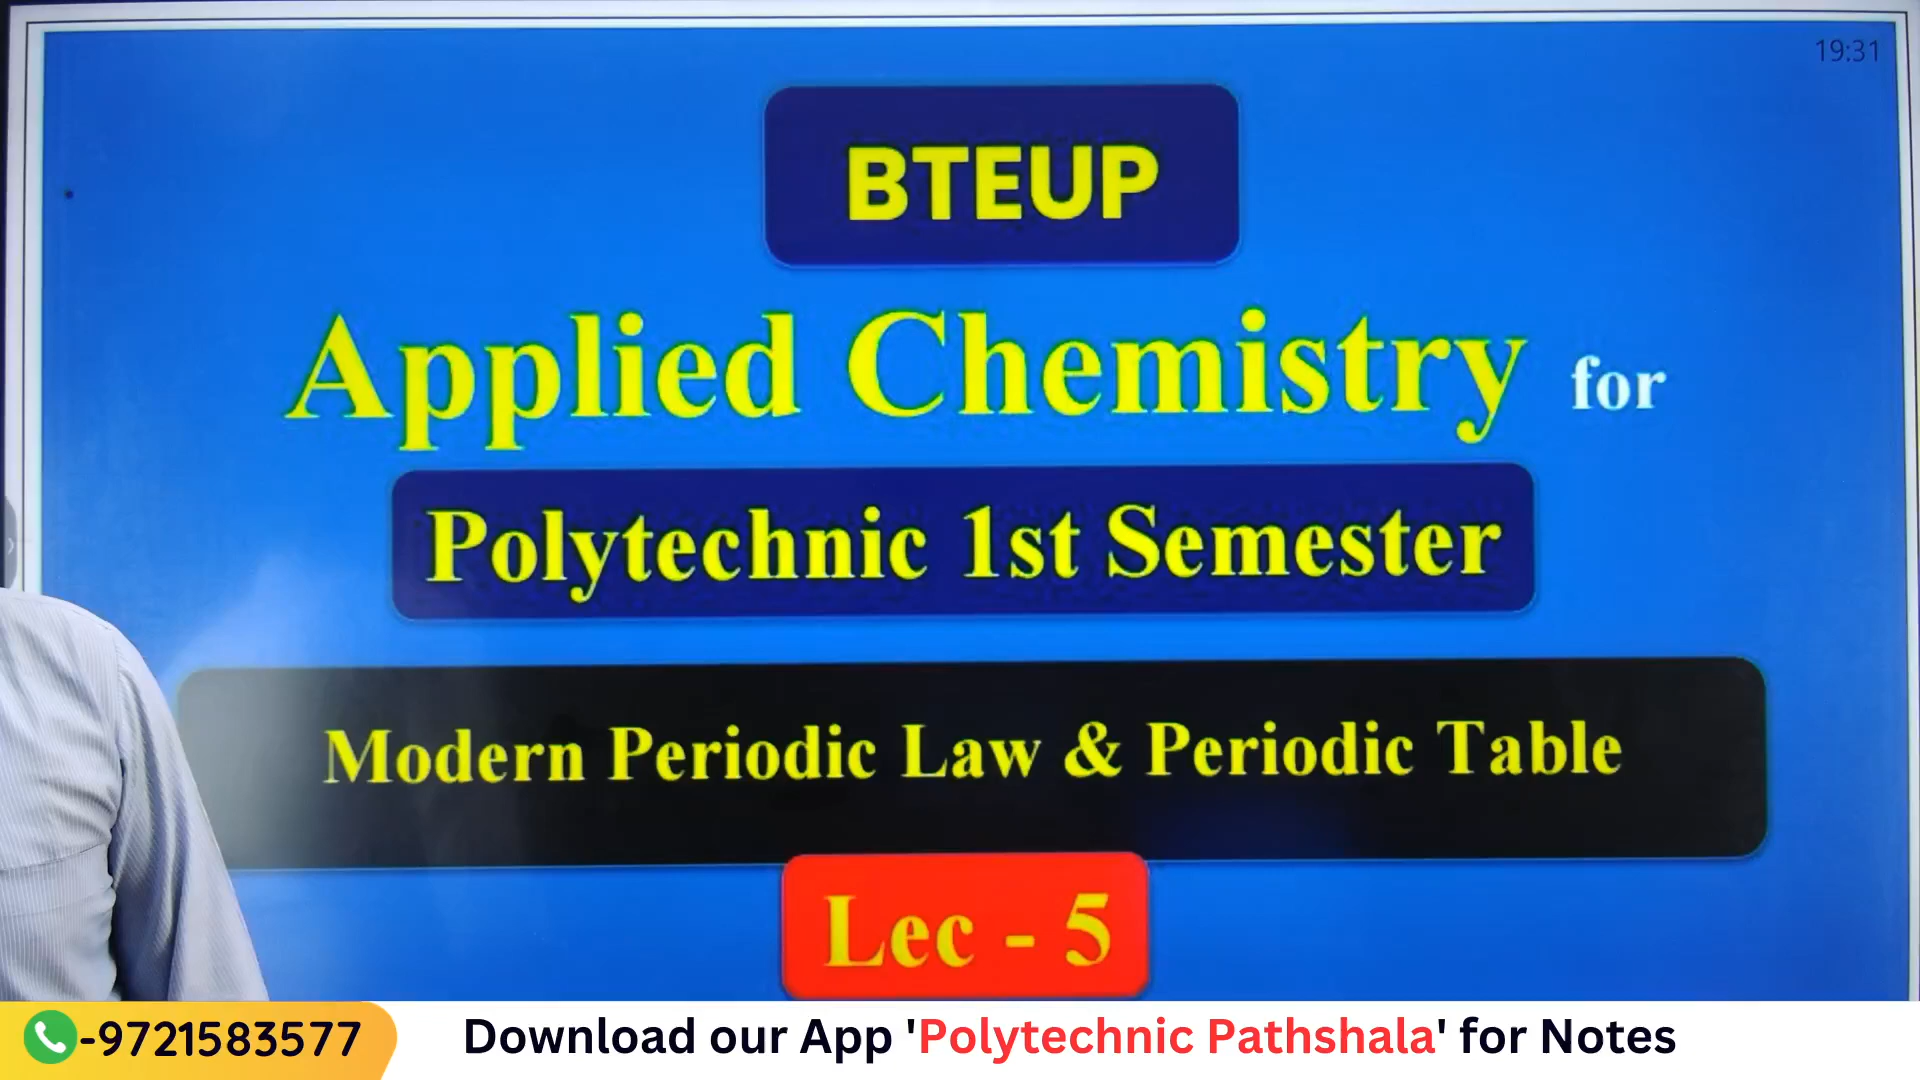 19:31
BTEUP
Applied Chemistry for
Polytechnic 1st Semester
Modern Periodic Law & Periodic Table
Lec - 5
-9721583577
Download our App 'Polytechnic Pathshala' for Notes